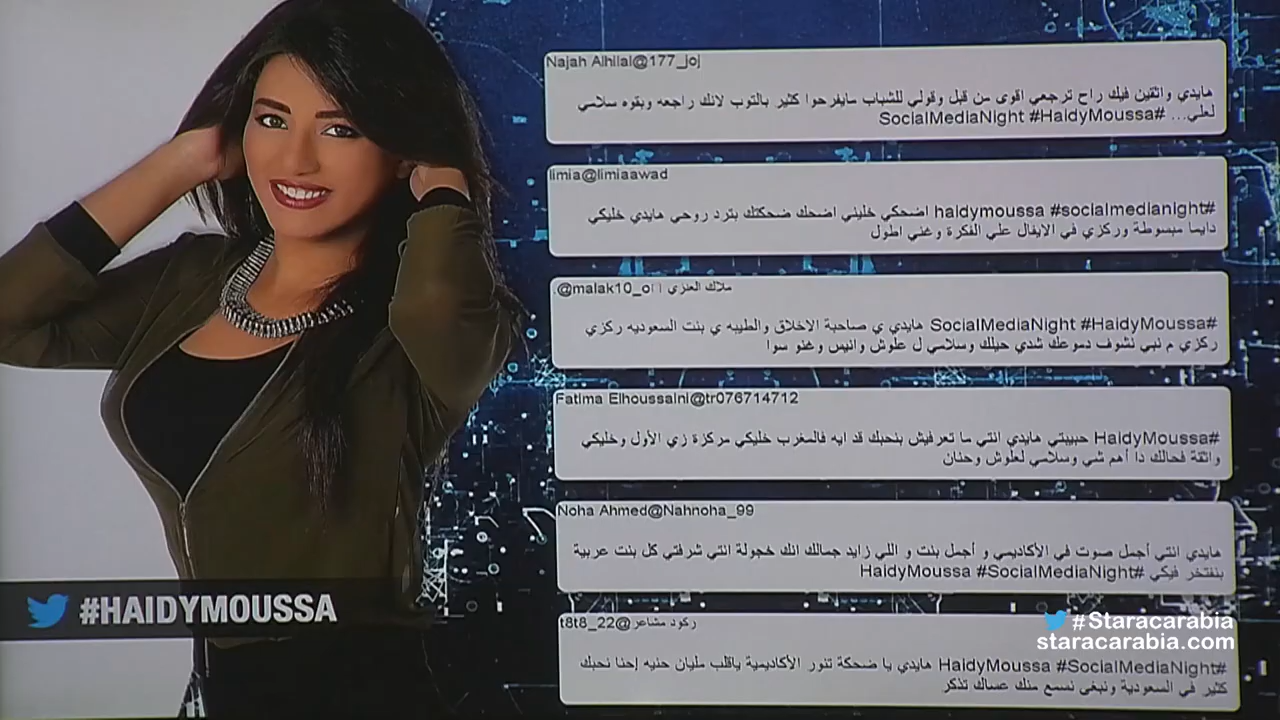 Najah Alhilal@177_joj
هايدي واثقين فيك راح ترجعي اقوى من قبل وقولي للشباب مايفرحوا كثير بالتوب لانك راجعه وبقوه سلامي
لعلي... #SocialMediaNight #HaidyMoussa
limia@limiaawad
#haidymoussa #socialmedianight اضحكي خليني اضحك ضحكتك بترد روحي هايدي خليكي
دايما مبسوطة وركزي في الايفال علي الفكرة وغني اطول
ملاك العنزي @malak10_o
#SocialMediaNight #HaidyMoussa هايدي ي صاحبة الاخلاق والطيبه ي بنت السعوديه ركزي
ركزي م نبي نشوف دموعك شدي حيلك وسلامي ل علوش وانيس وغنو سوا
Fatima Elhoussaini@tr076714712
#HaidyMoussa حبيبتي هايدي انتي ما تعرفيش بنحبك قد ايه فالمغرب خليكي مركزة زي الأول وخليكي
واثقة فحالك دا أهم شي وسلامي لعلوش وحنان
Noha Ahmed@Nahnoha_99
هايدي انتي أجمل صوت في الأكاديمي و أجمل بنت و اللي زايد جمالك انك خجولة انتي شرفتي كل بنت عربية
بنفتخر فيكي #HaidyMoussa #SocialMediaNight
ركود مشاعر@t8t8_22
#HaidyMoussa #SocialMediaNight هايدي يا ضحكة تنور الأكاديمية ياقلب مليان حنيه إحنا نحبك
كثير في السعودية ونبغى نسمع منك عساك تذكر
#HAIDYMOUSSA
#Staracarabia
staracarabia.com